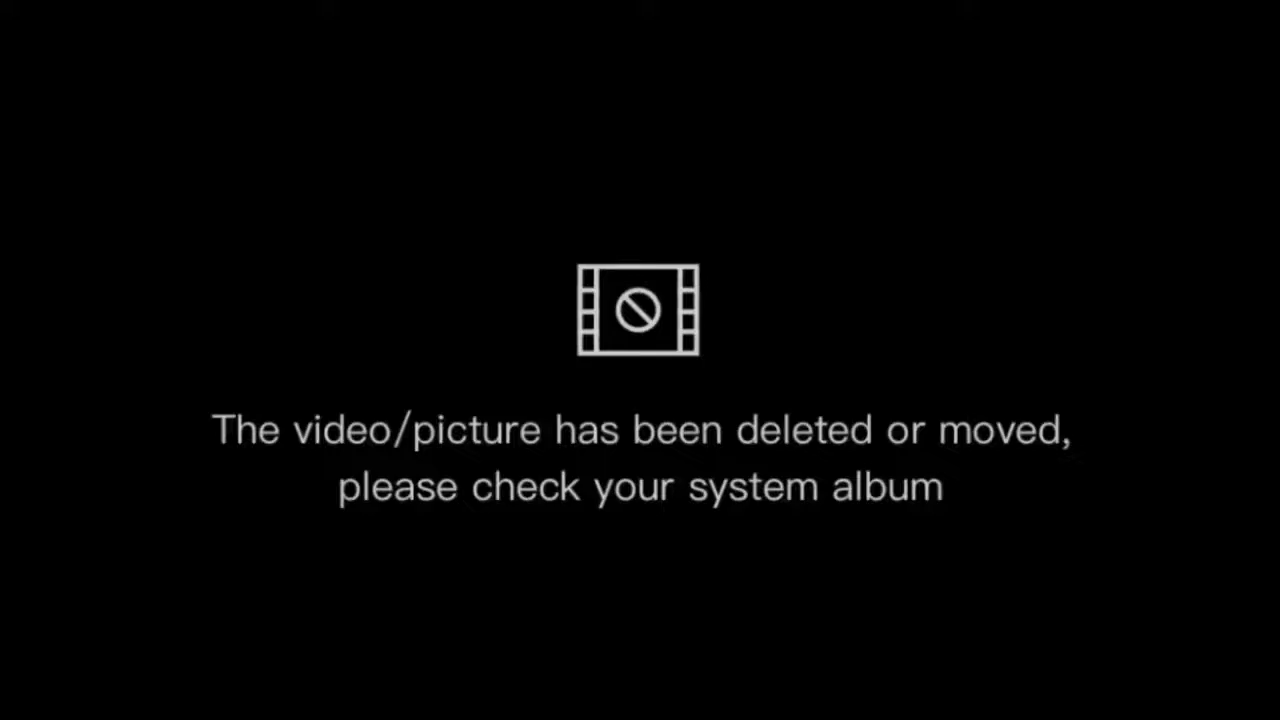 The video/picture has been deleted or moved,
please check your system album